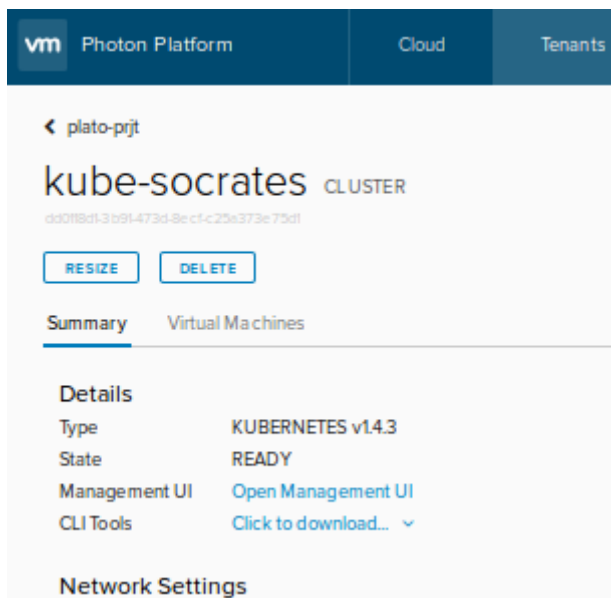 vm Photon Platform Cloud Tenants
plato-prjt
kube-socrates CLUSTER
RESIZE DELETE
Summary Virtual Machines
Details
Type KUBERNETES v1.4.3
State READY
Management UI Open Management UI
CLI Tools Click to download...
Network Settings